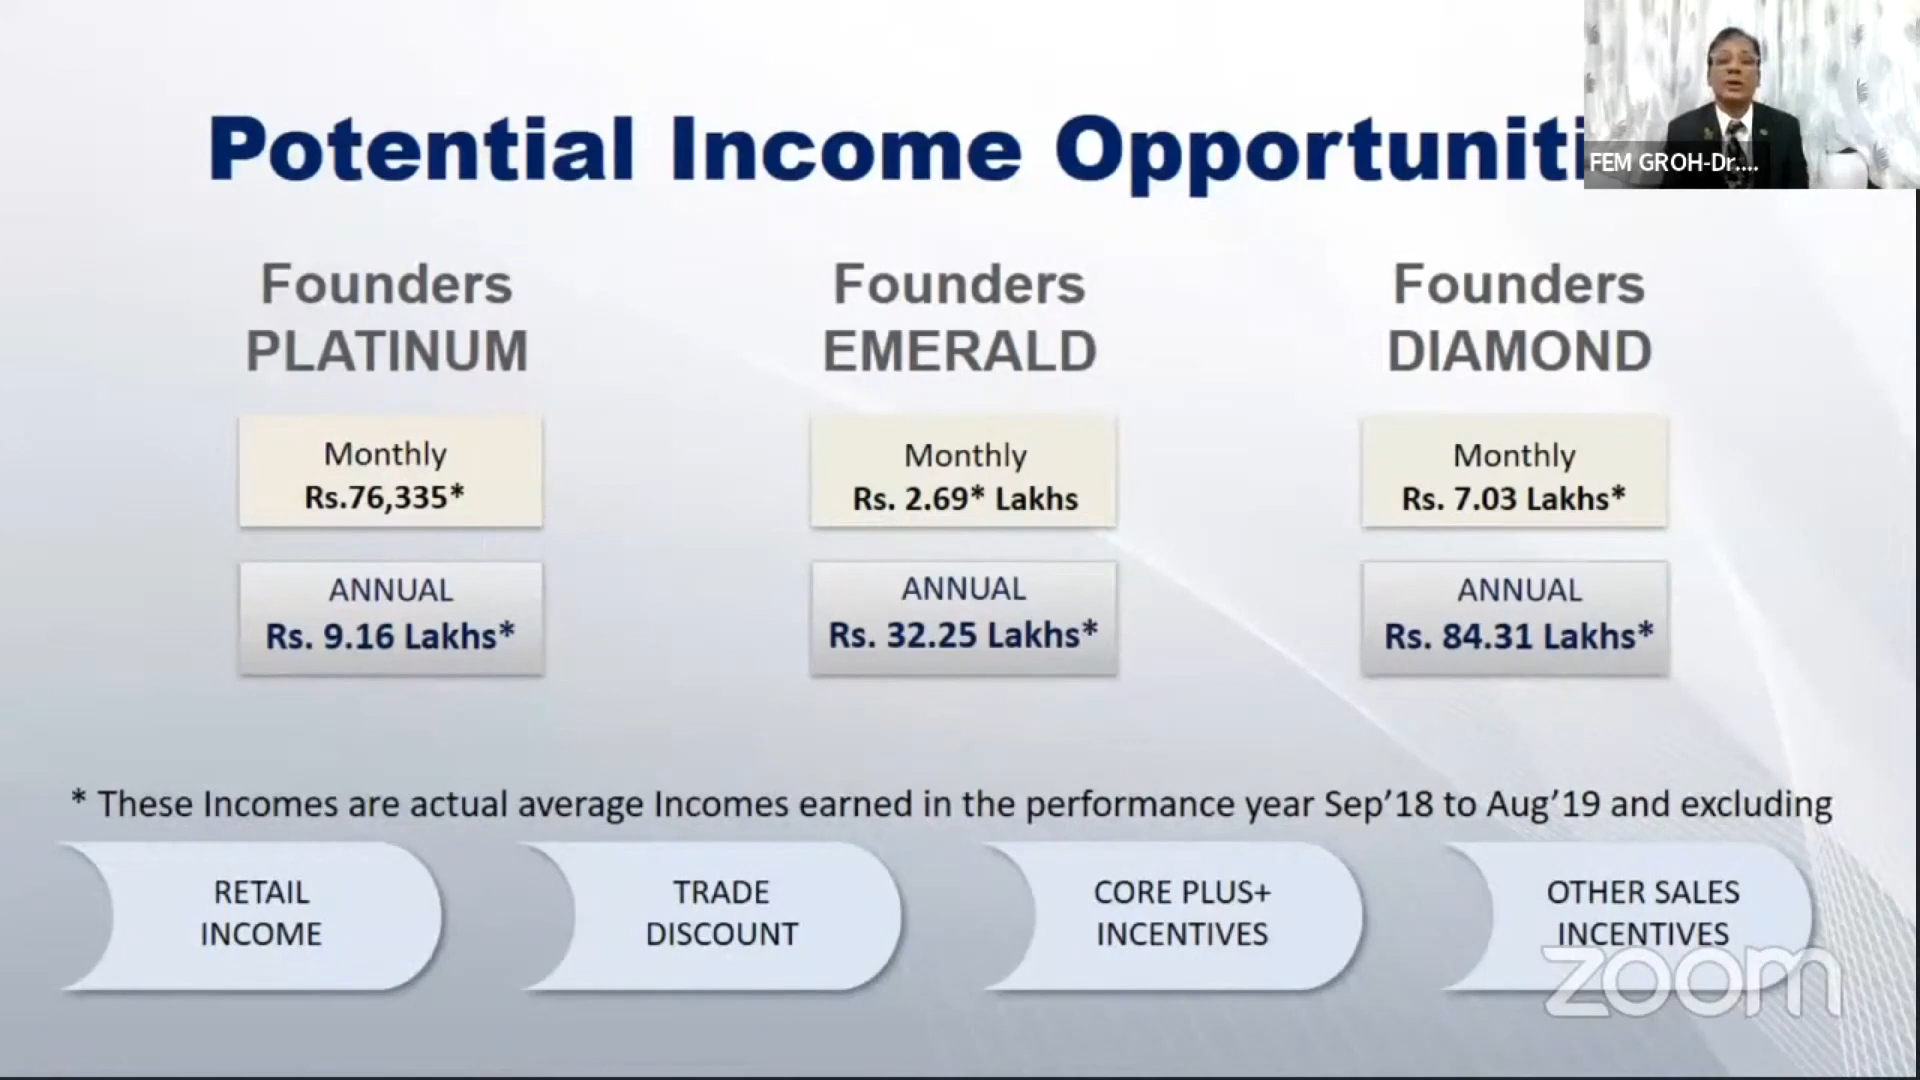 Potential Income Opportuniti
FEM GROH-Dr....
Founders
PLATINUM
Monthly
Rs.76,335*
ANNUAL
Rs. 9.16 Lakhs*
Founders
EMERALD
Monthly
Rs. 2.69* Lakhs
ANNUAL
Rs. 32.25 Lakhs*
Founders
DIAMOND
Monthly
Rs. 7.03 Lakhs*
ANNUAL
Rs. 84.31 Lakhs*
* These Incomes are actual average Incomes earned in the performance year Sep'18 to Aug'19 and excluding
RETAIL
INCOME
TRADE
DISCOUNT
CORE PLUS+
INCENTIVES
OTHER SALES
INCENTIVES
zoom